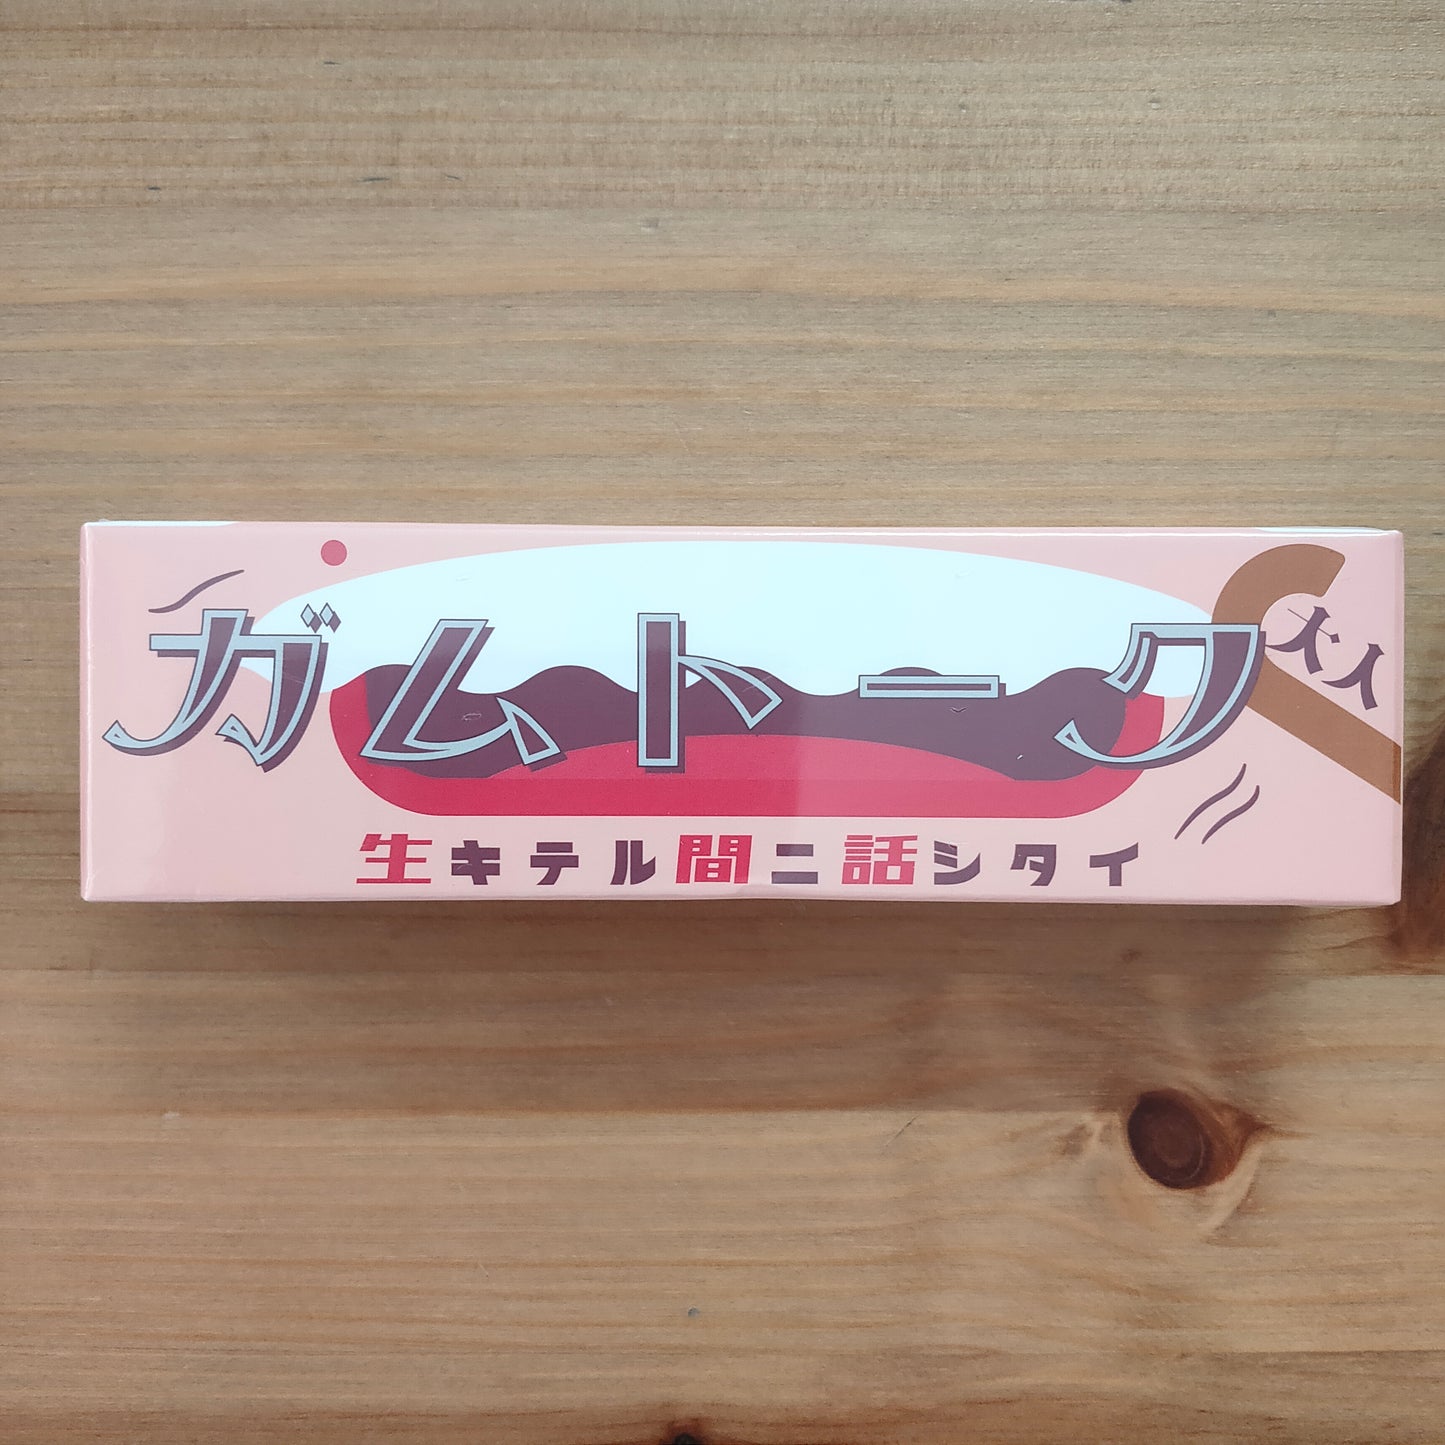 ガムトーク
大人
生キテル間ニ話シタイ